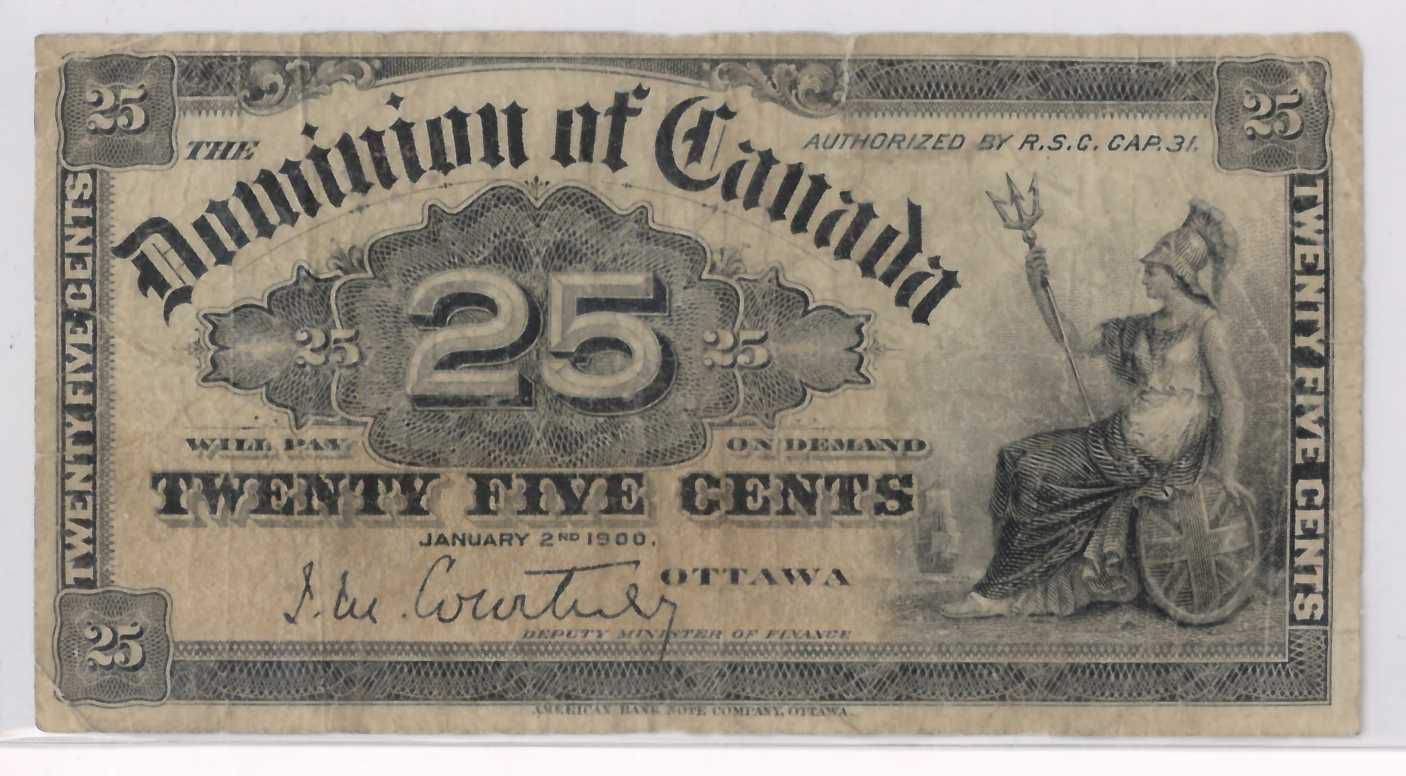 25
25
THE
Dominion of Canada
AUTHORIZED BY R.S.C. CAP. 31.
TWENTY FIVE CENTS
TWENTY FIVE CENTS
25
25
25
WILL PAY
ON DEMAND
TWENTY FIVE CENTS
JANUARY 2ND 1900.
OTTAWA
J. M. Courtney
DEPUTY MINISTER OF FINANCE
25
AMERICAN BANK NOTE COMPANY, OTTAWA.